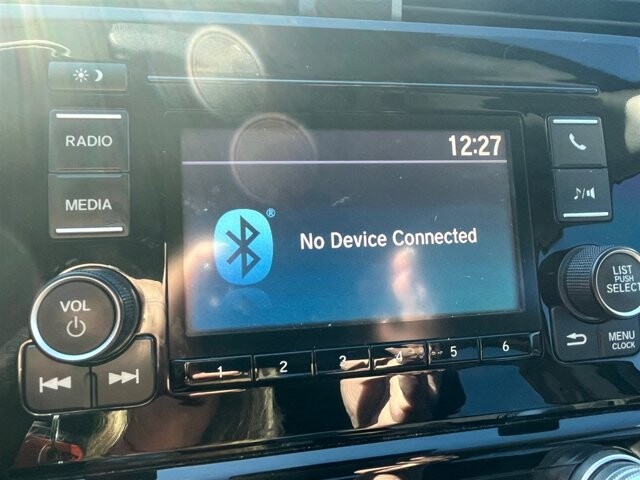 RADIO
12:27
MEDIA
®
No Device Connected
VOL
LIST
PUSH
SELECT
MENU
CLOCK
1 2 3 4 5 6